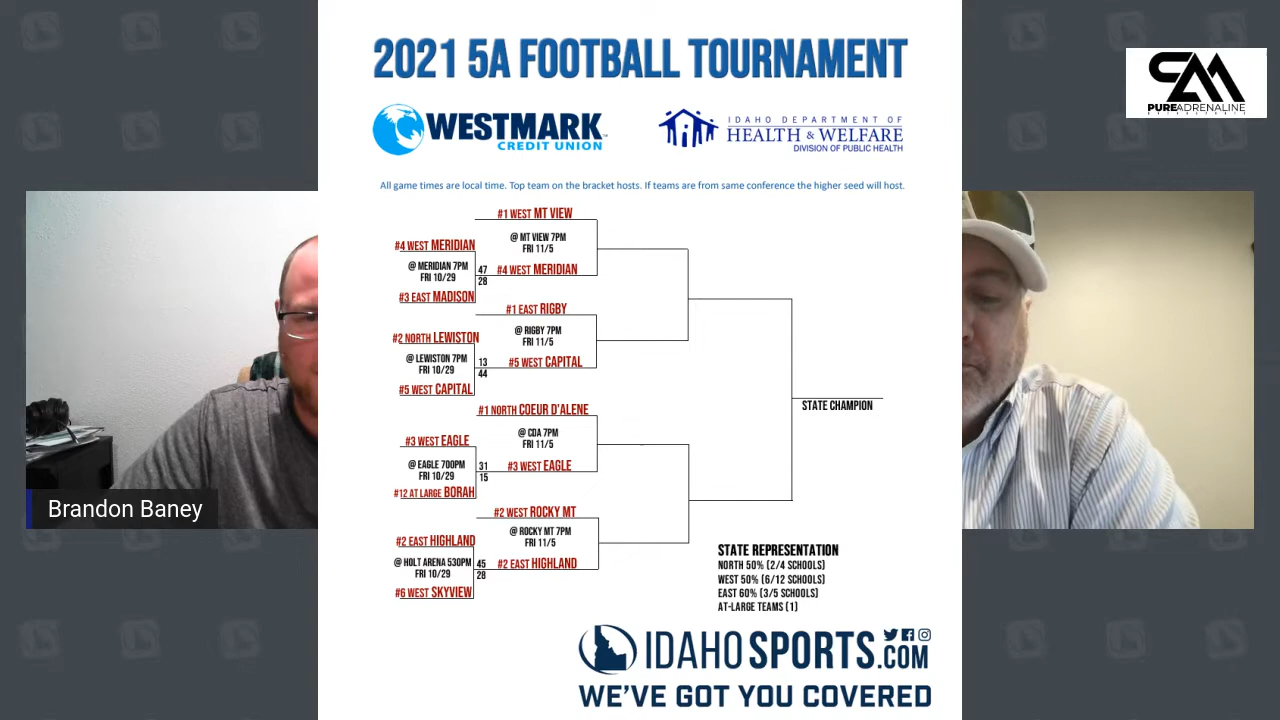 2021 5A FOOTBALL TOURNAMENT
WESTMARK
CREDIT UNION
IDAHO DEPARTMENT OF
HEALTH & WELFARE
DIVISION OF PUBLIC HEALTH
PUREADRENALINE
All game times are local time. Top team on the bracket hosts. If teams are from same conference the higher seed will host.
#1 WEST MT VIEW
@ MT VIEW 7PM
FRI 11/5
#4 WEST MERIDIAN
@ MERIDIAN 7PM
FRI 10/29
47
28
#4 WEST MERIDIAN
#3 EAST MADISON
#1 EAST RIGBY
@ RIGBY 7PM
FRI 11/5
#2 NORTH LEWISTON
@ LEWISTON 7PM
FRI 10/29
13
44
#5 WEST CAPITAL
#5 WEST CAPITAL
#1 NORTH COEUR D'ALENE
@ CDA 7PM
FRI 11/5
#3 WEST EAGLE
@ EAGLE 700PM
FRI 10/29
31
15
#3 WEST EAGLE
#12 AT LARGE BORAH
#2 WEST ROCKY MT
@ ROCKY MT 7PM
FRI 11/5
#2 EAST HIGHLAND
@ HOLT ARENA 530PM
FRI 10/29
45
28
#2 EAST HIGHLAND
#6 WEST SKYVIEW
STATE CHAMPION
STATE REPRESENTATION
NORTH 50% (2/4 SCHOOLS)
WEST 50% (6/12 SCHOOLS)
EAST 60% (3/5 SCHOOLS)
AT-LARGE TEAMS (1)
IDAHO SPORTS.COM
WE'VE GOT YOU COVERED
Brandon Baney